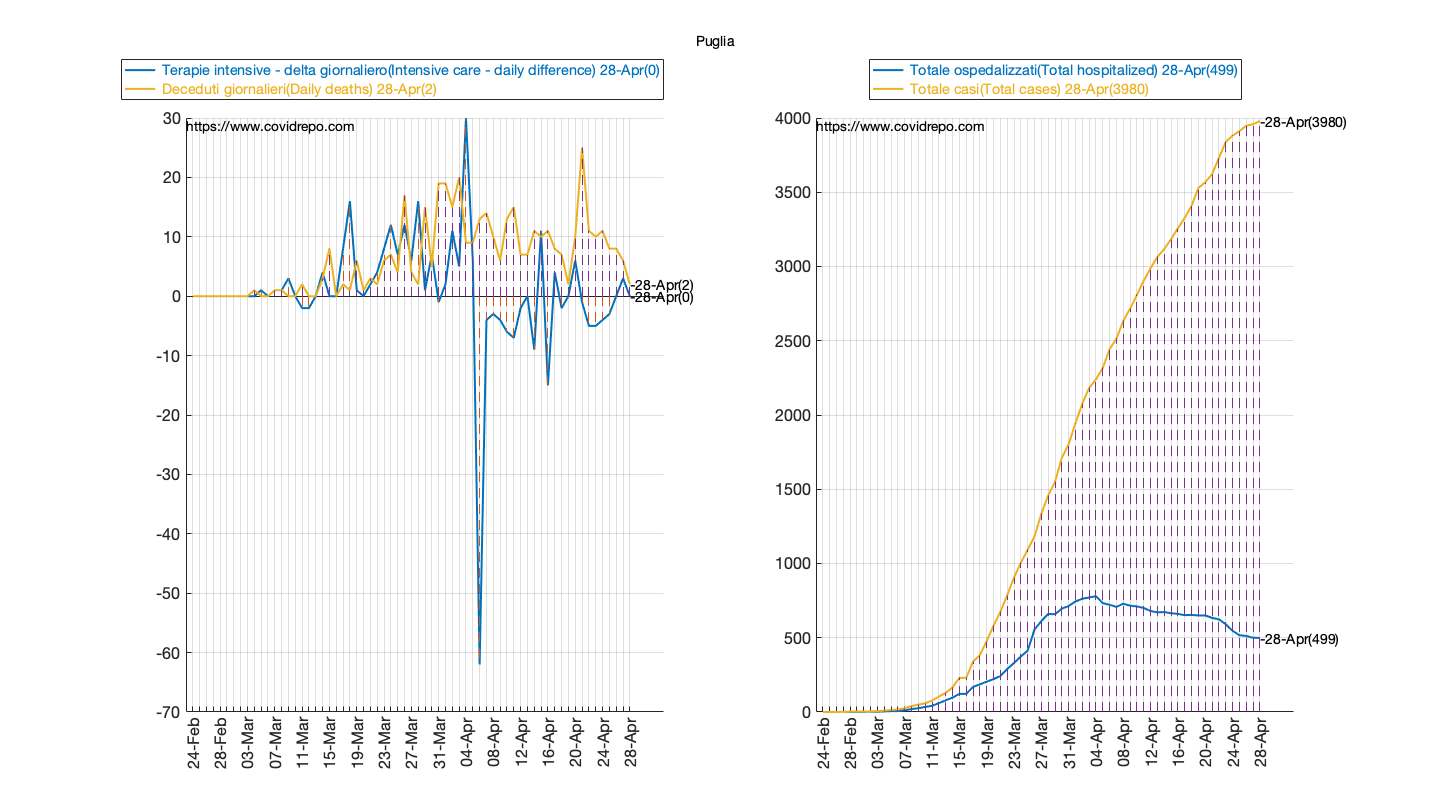 Puglia
Terapie intensive - delta giornaliero(Intensive care - daily difference) 28-Apr(0)
Deceduti giornalieri(Daily deaths) 28-Apr(2)
https://www.covidrepo.com
30
20
10
0
-10
-20
-30
-40
-50
-60
-70
-28-Apr(2)
-28-Apr(0)
24-Feb
28-Feb
03-Mar
07-Mar
11-Mar
15-Mar
19-Mar
23-Mar
27-Mar
31-Mar
04-Apr
08-Apr
12-Apr
16-Apr
20-Apr
24-Apr
28-Apr
Totale ospedalizzati(Total hospitalized) 28-Apr(499)
Totale casi(Total cases) 28-Apr(3980)
https://www.covidrepo.com
4000
3500
3000
2500
2000
1500
1000
500
0
-28-Apr(3980)
-28-Apr(499)
24-Feb
28-Feb
03-Mar
07-Mar
11-Mar
15-Mar
19-Mar
23-Mar
27-Mar
31-Mar
04-Apr
08-Apr
12-Apr
16-Apr
20-Apr
24-Apr
28-Apr